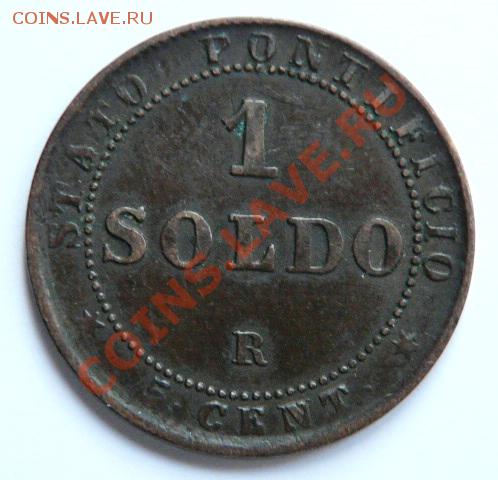 COINS.LAVE.RU
STATO PONTIFICIO
1
SOLDO
R
5 CENT
COINS.LAVE.RU